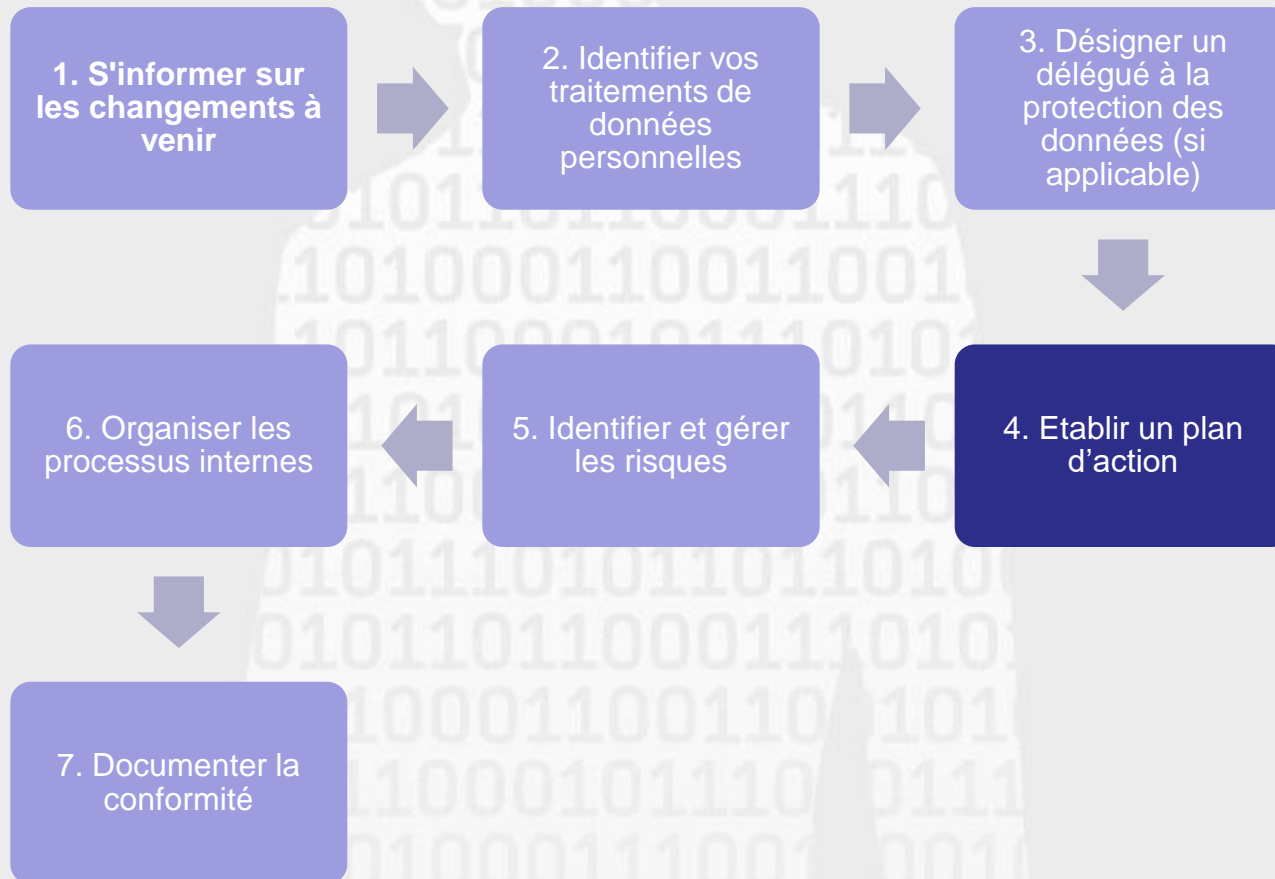 1. S'informer sur
les changements à
venir
2. Identifier vos
traitements de
données
personnelles
3. Désigner un
délégué à la
protection des
données (si
applicable)
4. Etablir un plan
d’action
5. Identifier et gérer
les risques
6. Organiser les
processus internes
7. Documenter la
conformité